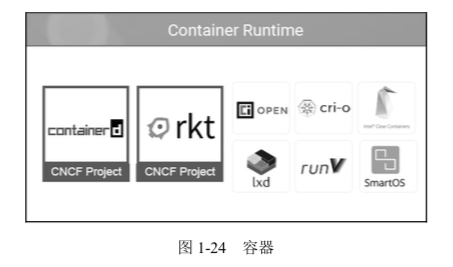 Container Runtime
containerd
CNCF Project
rkt
CNCF Project
OPEN
cri-o
Intel® Clear Containers
lxd
runV
SmartOS
图 1-24 容器